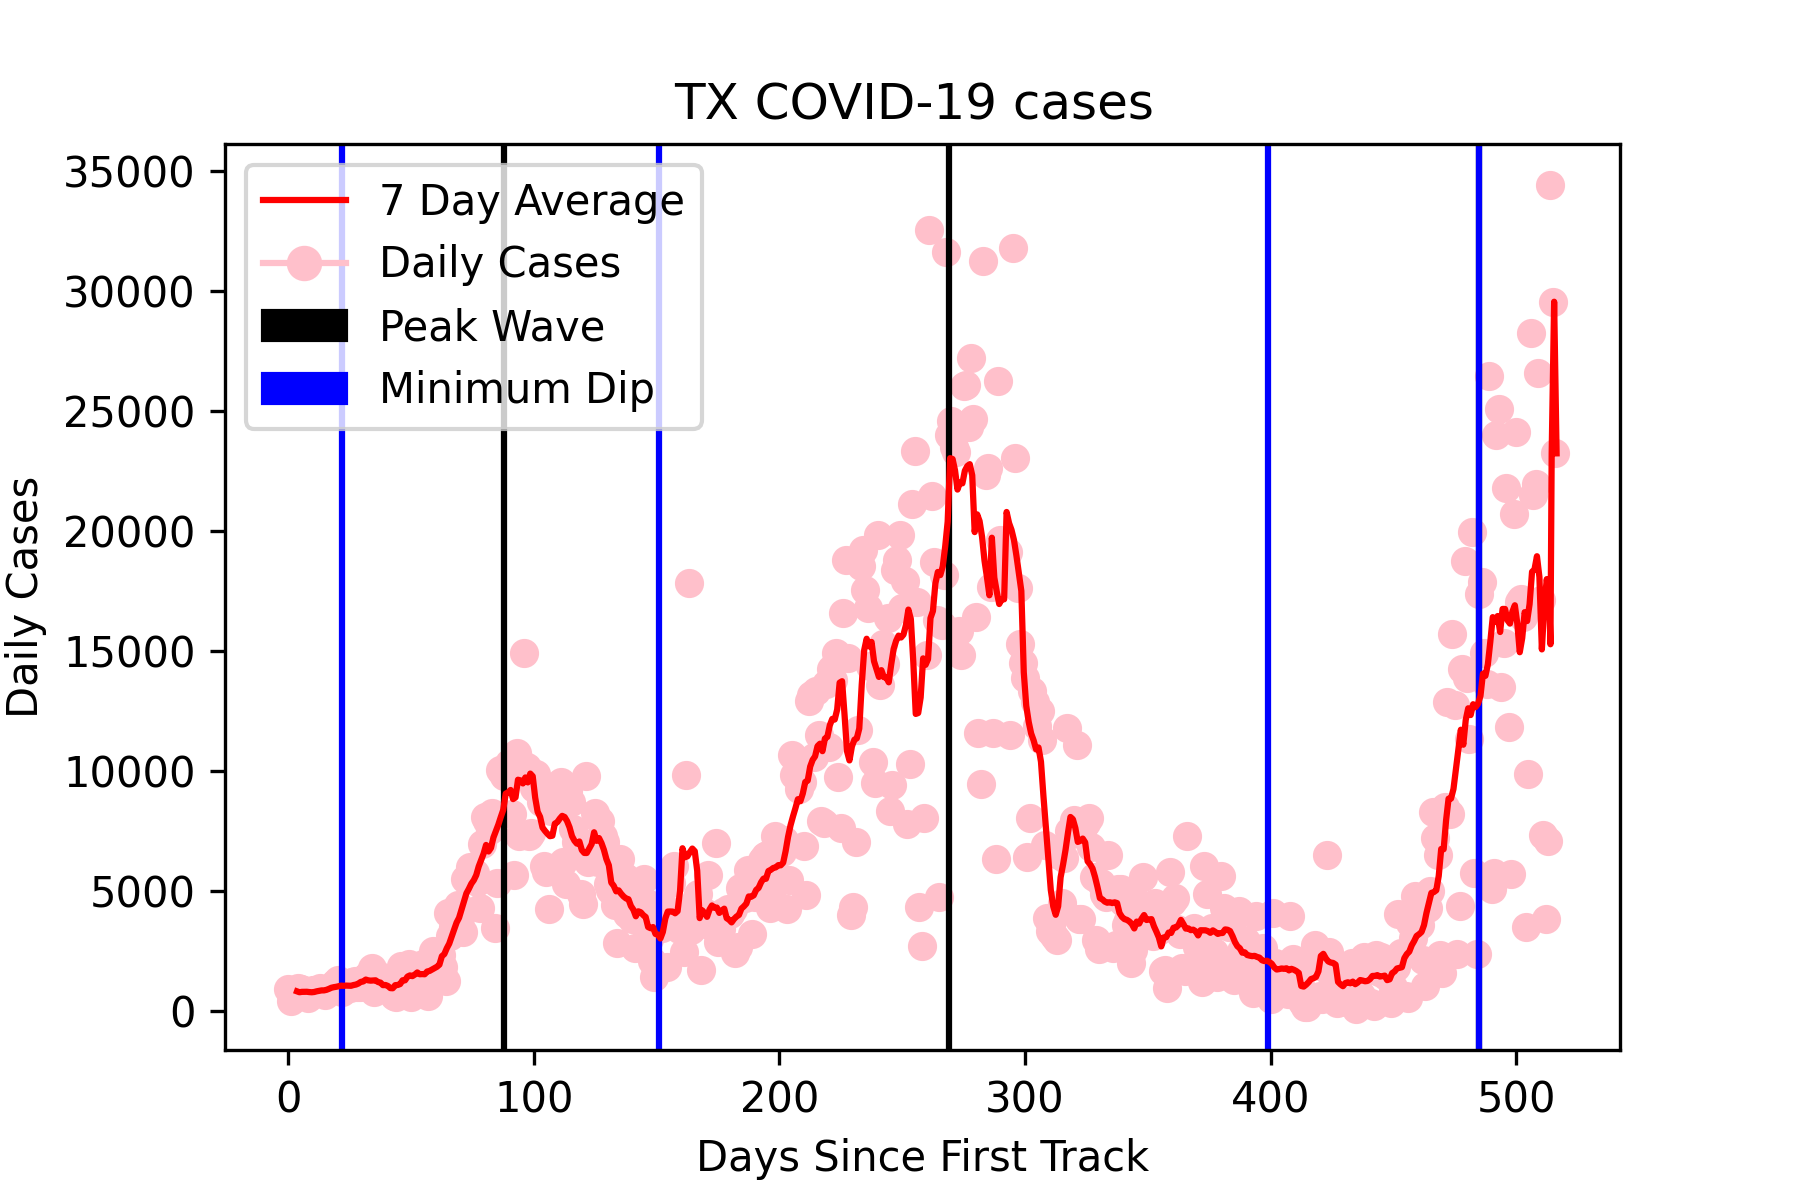 TX COVID-19 cases
35000
30000
25000
20000
15000
10000
5000
0
Daily Cases
7 Day Average
Daily Cases
Peak Wave
Minimum Dip
0 100 200 300 400 500
Days Since First Track